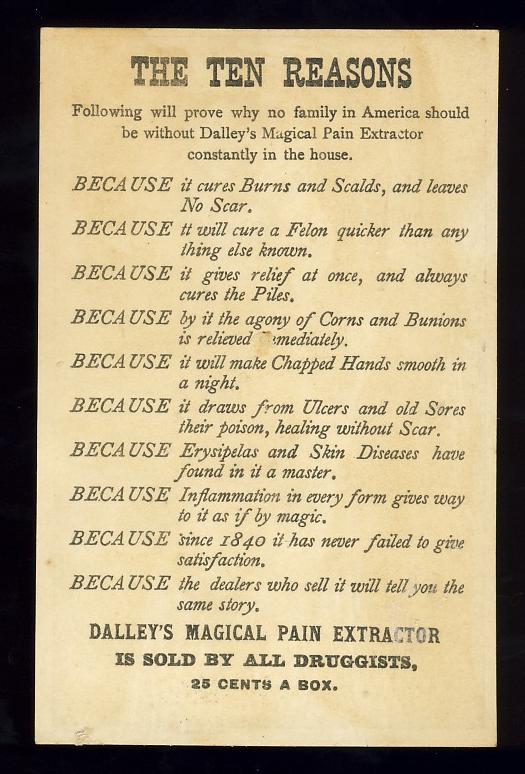 THE TEN REASONS
Following will prove why no family in America should
be without Dalley's Magical Pain Extractor
constantly in the house.
BECAUSE it cures Burns and Scalds, and leaves
No Scar.
BECAUSE tt will cure a Felon quicker than any
thing else known.
BECAUSE it gives relief at once, and always
cures the Piles.
BECAUSE by it the agony of Corns and Bunions
is relieved
BECAUSE it will make Chapped Hands smooth in
a night.
BECAUSE it draws from Ulcers and old Sores
their poison, healing without Scar.
BECAUSE Erysipelas and Skin Diseases have
found in it a master.
BECAUSE Inflammation in every form gives way
to it as if by magic.
BECAUSE since 1840 it has never failed to give
satisfaction.
BECAUSE the dealers who sell it will tell you the
same story.
DALLEY'S MAGICAL PAIN EXTRACTOR
IS SOLD BY ALL DRUGGISTS,
25 CENTS A BOX.